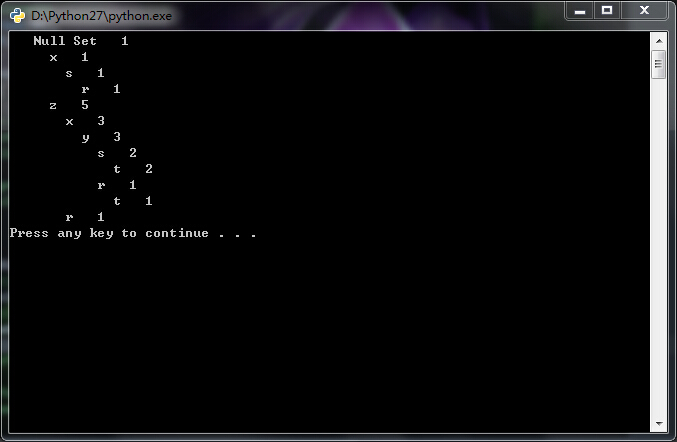 D:\Python27\python.exe
   Null Set   1
     x   1
       s   1
         r   1
     z   5
       x   3
         y   3
           s   2
             t   2
           r   1
             t   1
       r   1
Press any key to continue . . .